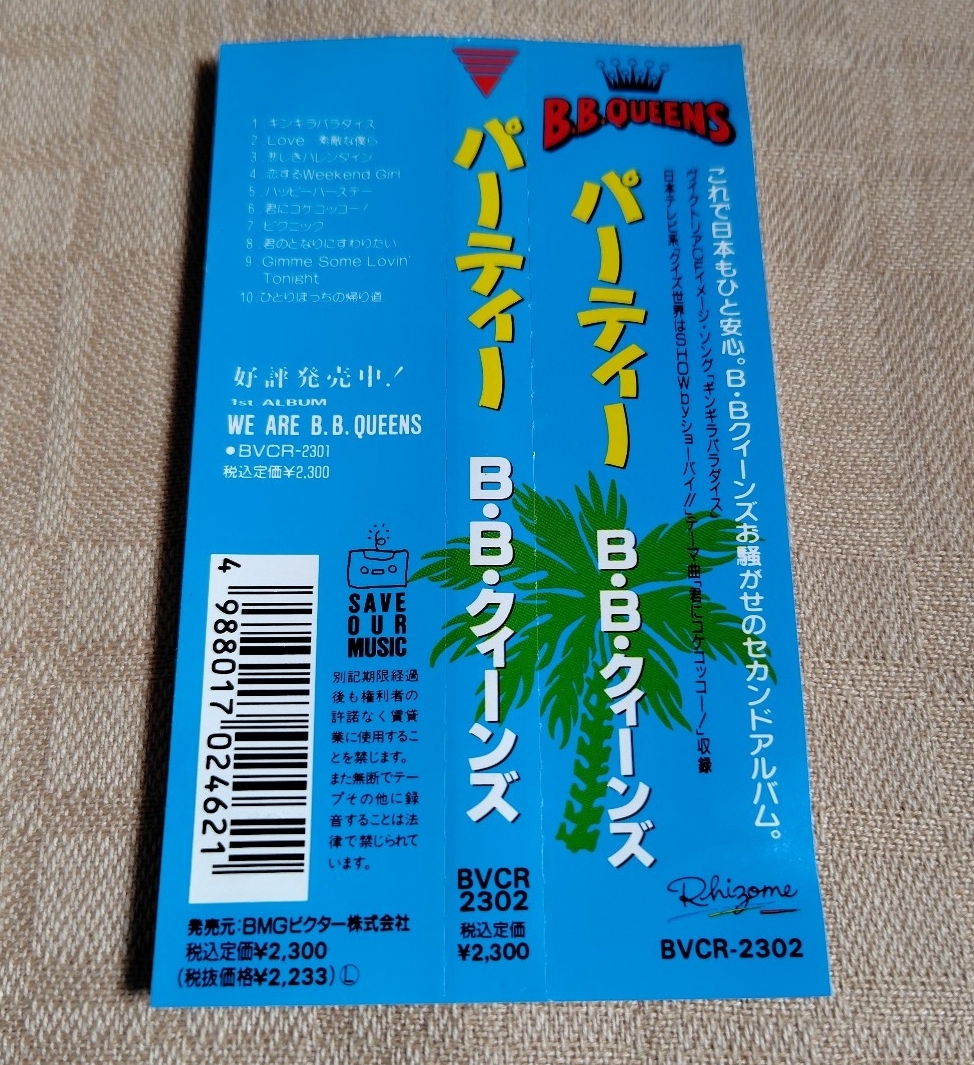 1. キンキラパラダイス
2. Love 素敵な僕ら
3. 悲しきバレンタイン
4. 恋するWeekend Girl
5. ハッピーバースデー
6. 君にコケコッコー!
7. ピクニック
8. 君のとなりにすわりたい
9. Gimme Some Lovin'
Tonight
10. ひとりぼっちの帰り道
好評発売中!
1st ALBUM
WE ARE B.B.QUEENS
●BVCR-2301
税込定価¥2,300
4 988017 024621
SAVE
OUR
MUSIC
別記期限経過
後も権利者の
許諾なく賃貸
業に使用するこ
とを禁じます。
また無断でテー
プその他に録
音することは法
律で禁じられて
います。
発売元:BMGビクター株式会社
税込定価¥2,300
(税抜価格¥2,233)Ⓛ
パーティー
B・B・クィーンズ
BVCR
2302
税込定価
¥2,300
B.B.QUEENS
これで日本もひと安心。B・Bクィーンズお騒がせのセカンドアルバム。
ヴィクトリアCFイメージ・ソング「ギンギラパラダイス」
日本テレビ系「クイズ世界はSHOWbyショーバイ!!」テーマ曲「君にコケコッコー!」収録
パーティー
B・B・クィーンズ
Rhizome
BVCR-2302